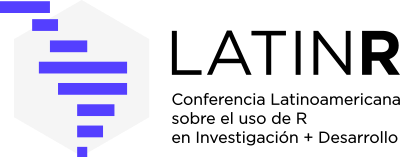 LATINR
Conferencia Latinoamericana
sobre el uso de R
en Investigación + Desarrollo